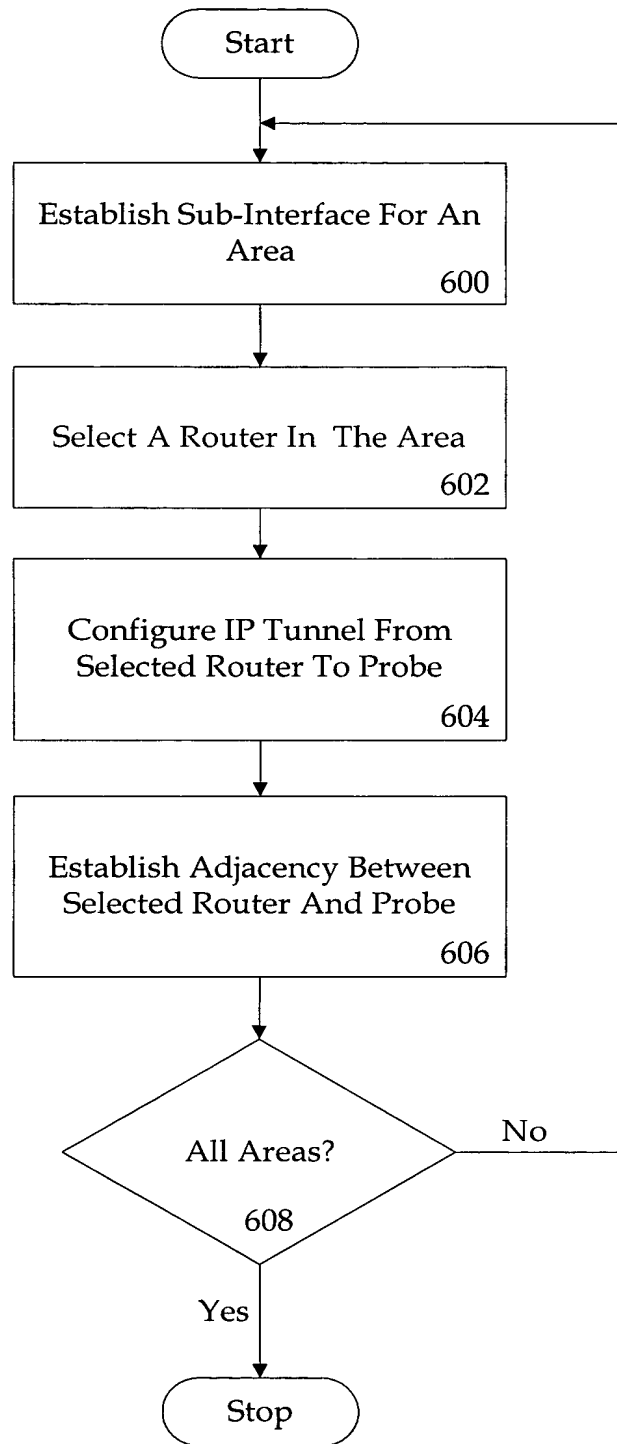 Start
Establish Sub-Interface For An
Area
600
Select A Router In The Area
602
Configure IP Tunnel From
Selected Router To Probe
604
Establish Adjacency Between
Selected Router And Probe
606
All Areas?
No
608
Yes
Stop